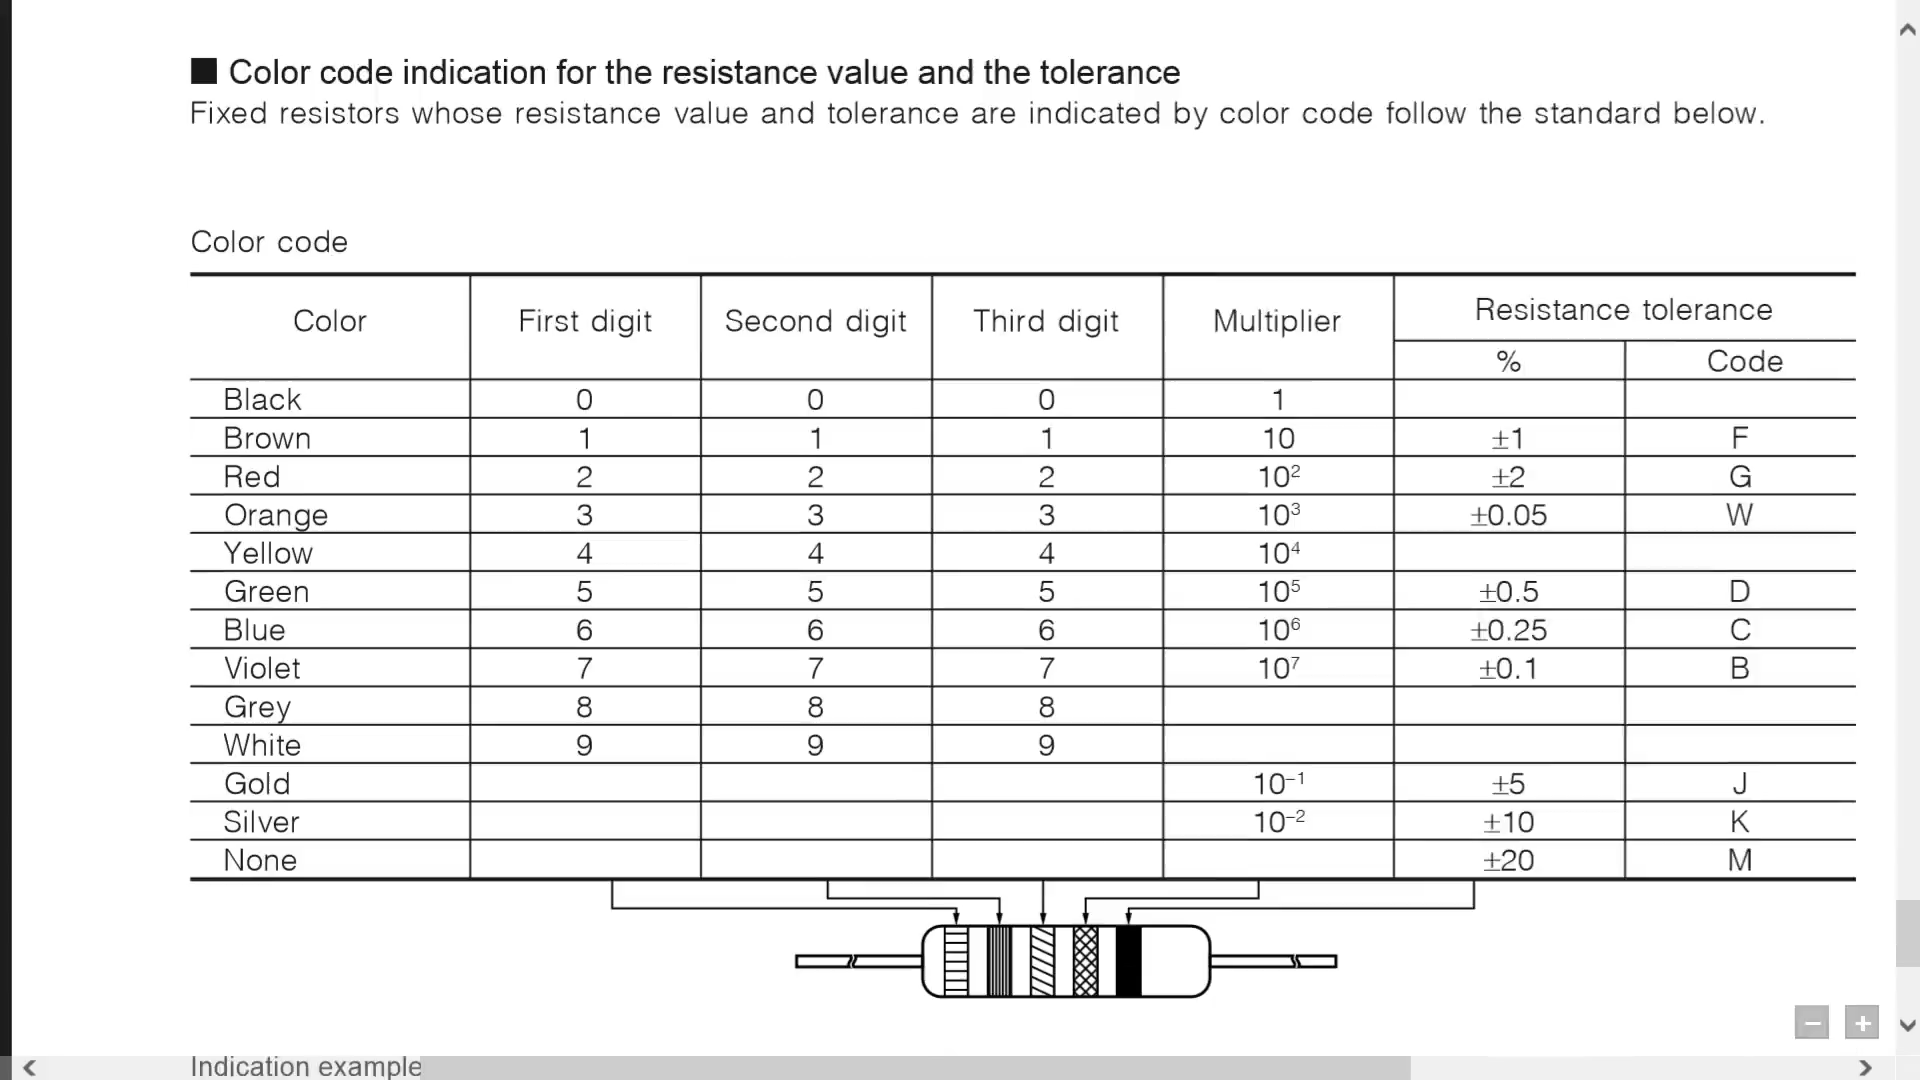 ■ Color code indication for the resistance value and the tolerance
Fixed resistors whose resistance value and tolerance are indicated by color code follow the standard below.
Color code
Color First digit Second digit Third digit Multiplier Resistance tolerance
% Code
Black 0 0 0 1
Brown 1 1 1 10 ±1 F
Red 2 2 2 10² ±2 G
Orange 3 3 3 10³ ±0.05 W
Yellow 4 4 4 10⁴
Green 5 5 5 10⁵ ±0.5 D
Blue 6 6 6 10⁶ ±0.25 C
Violet 7 7 7 10⁷ ±0.1 B
Grey 8 8 8
White 9 9 9
Gold 10⁻¹ ±5 J
Silver 10⁻² ±10 K
None ±20 M
Indication example